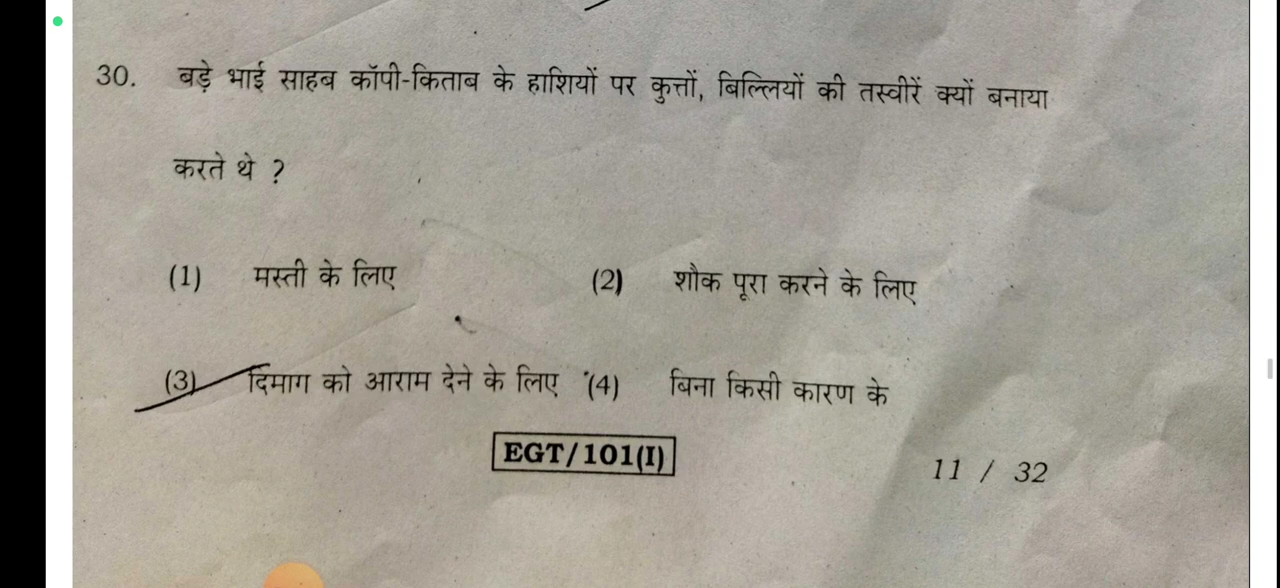 30. बड़े भाई साहब कॉपी-किताब के हाशियों पर कुत्तों, बिल्लियों की तस्वीरें क्यों बनाया
करते थे ?
(1) मस्ती के लिए (2) शौक पूरा करने के लिए
(3) दिमाग को आराम देने के लिए (4) बिना किसी कारण के
EGT/101(I)
11 / 32